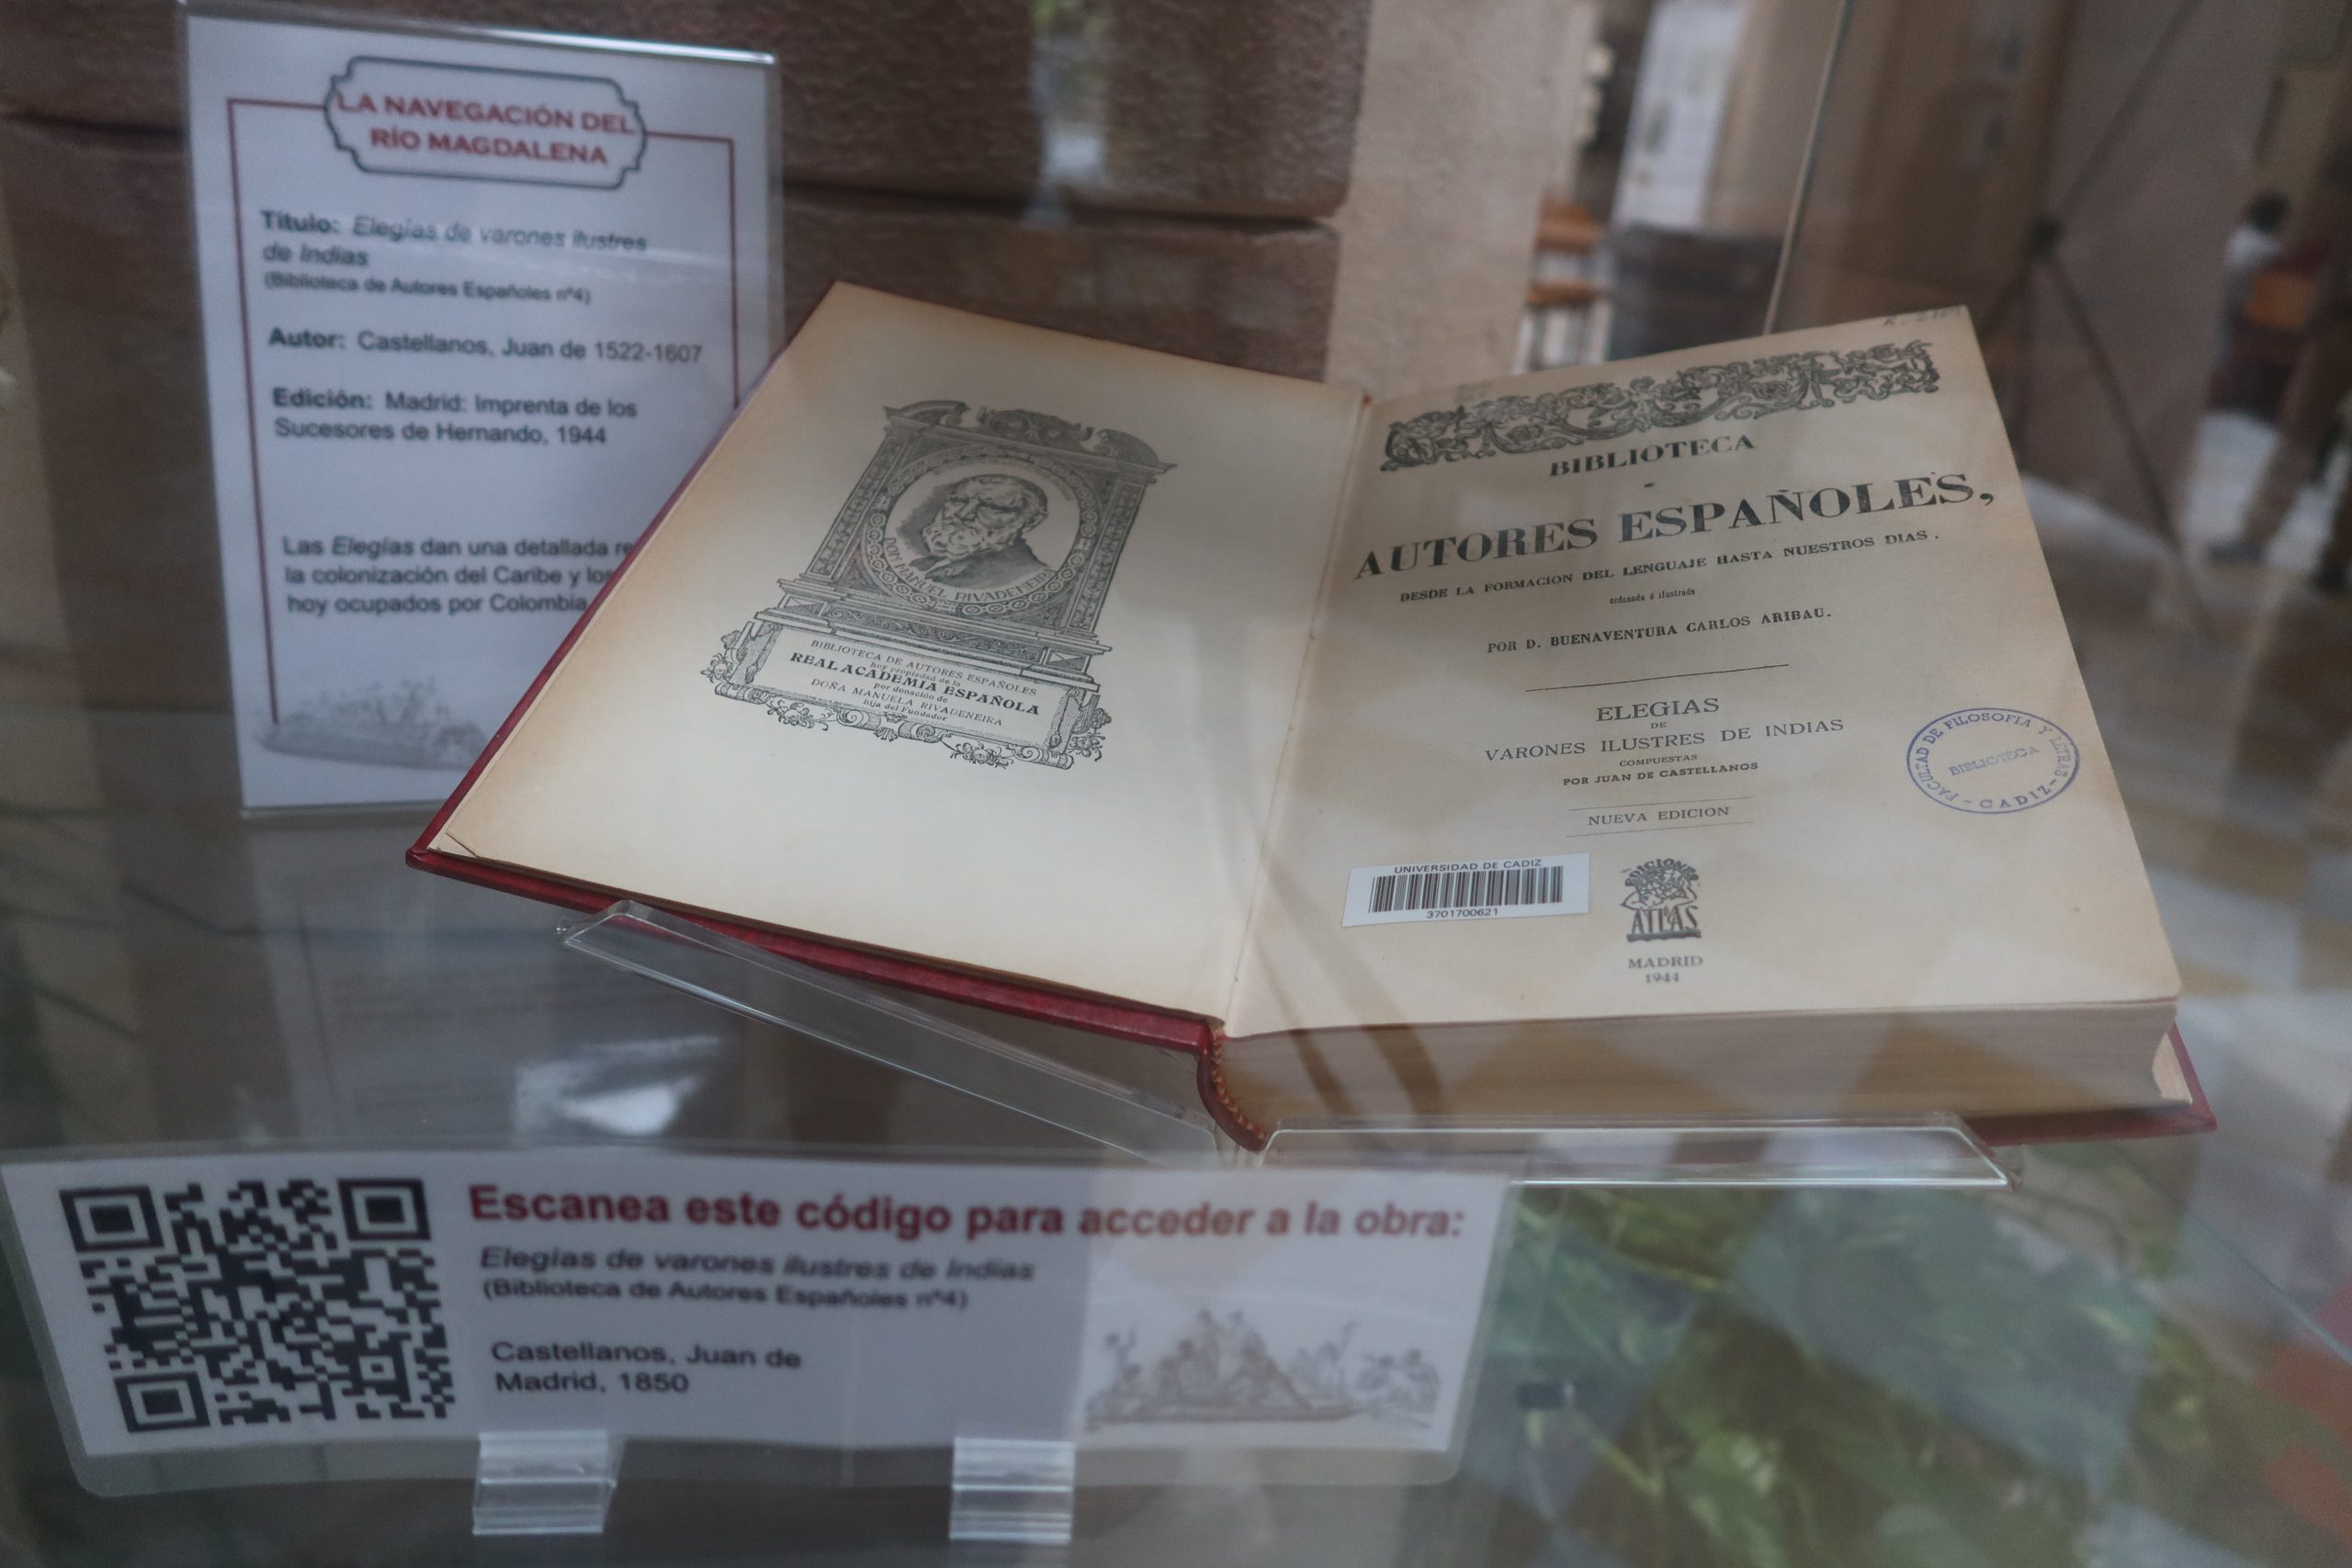 LA NAVEGACIÓN DEL
RÍO MAGDALENA
Título: Elegías de varones ilustres
de Indias
(Biblioteca de Autores Españoles nº4)
Autor: Castellanos, Juan de 1522-1607
Edición: Madrid: Imprenta de los
Sucesores de Hernando, 1944
Las Elegías dan una detallada
la colonización del Caribe y los
hoy ocupados por Colombia
DON MANUEL RIVADENEIRA
BIBLIOTECA DE AUTORES ESPAÑOLES
hoy propiedad de la
REAL ACADEMIA ESPAÑOLA
por donación de
DOÑA MANUELA RIVADENEIRA
hija del Fundador
BIBLIOTECA
AUTORES ESPAÑOLES,
DESDE LA FORMACION DEL LENGUAJE HASTA NUESTROS DIAS.
ordenada é ilustrada
POR D. BUENAVENTURA CARLOS ARIBAU.
ELEGIAS
DE
VARONES ILUSTRES DE INDIAS
COMPUESTAS
POR JUAN DE CASTELLANOS
NUEVA EDICION
FACULTAD DE FILOSOFIA Y LETRAS - CADIZ -
BIBLIOTECA
UNIVERSIDAD DE CADIZ
3701700621
EDICIONES
ATLAS
MADRID
1944
Escanea este código para acceder a la obra:
Elegías de varones ilustres de Indias
(Biblioteca de Autores Españoles nº4)
Castellanos, Juan de
Madrid, 1850